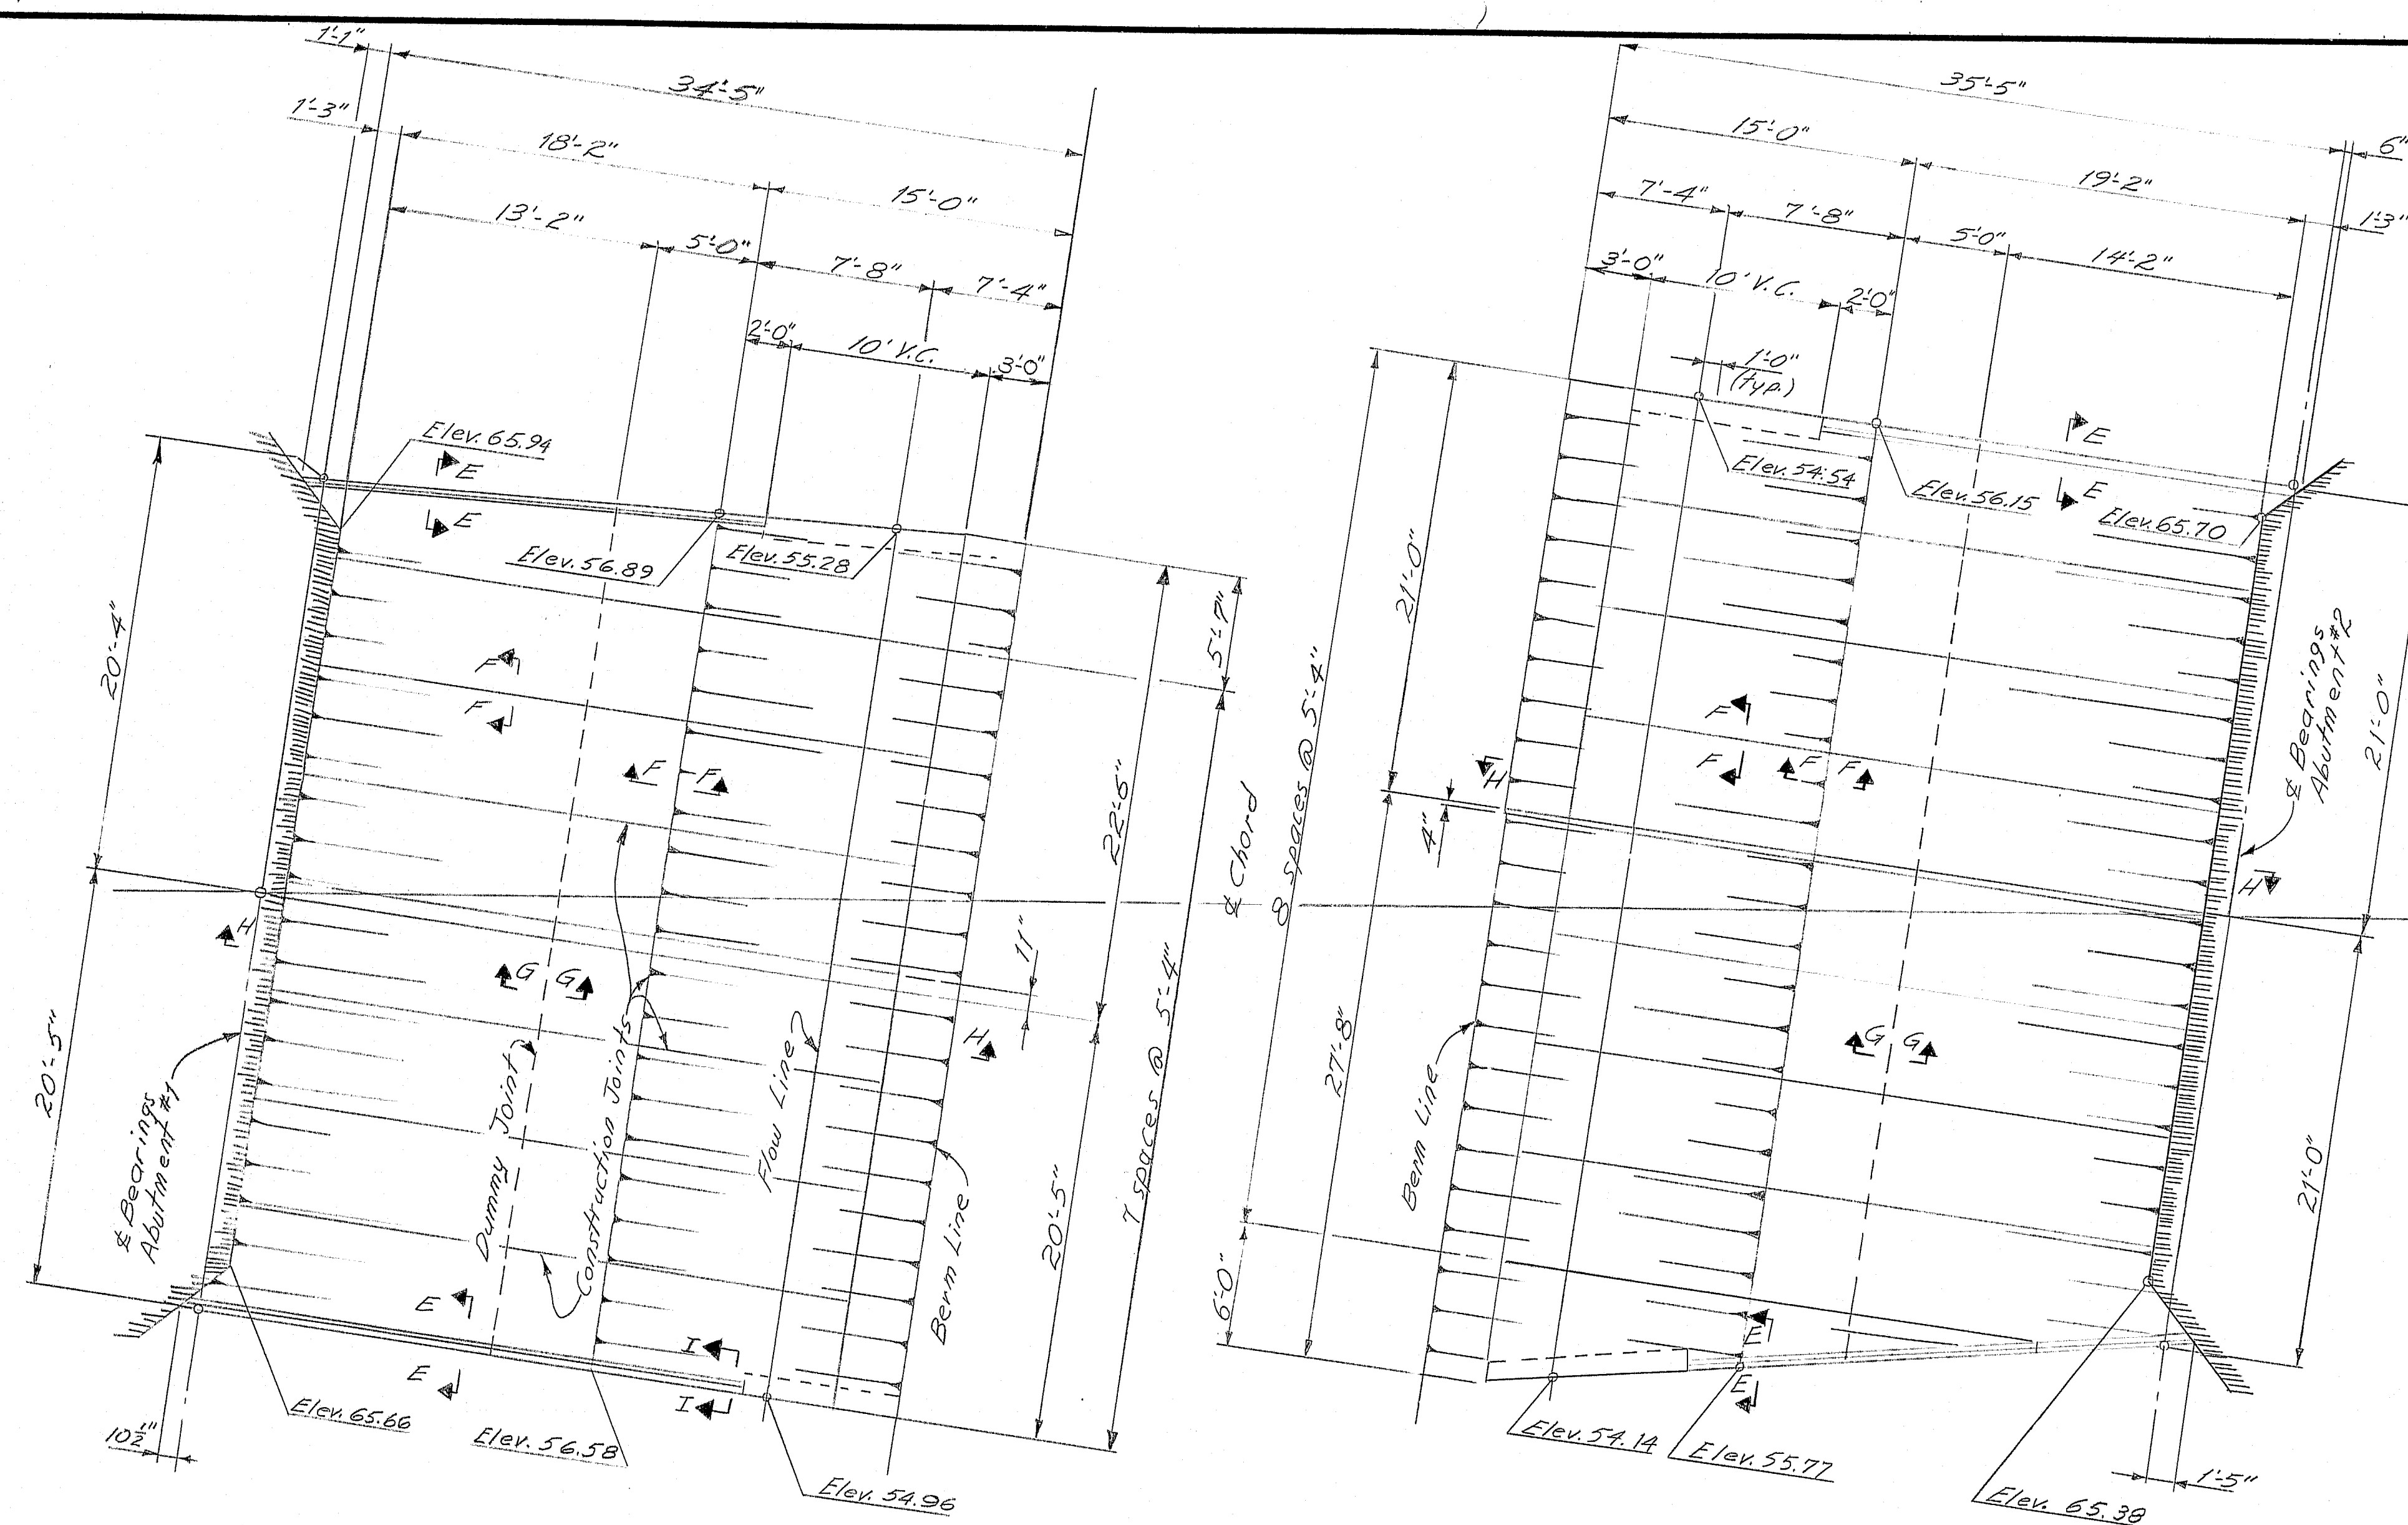 1'-1"
34'-5"
1'-3"
18'-2"
15'-0"
13'-2"
5'-0"
7'-8"
7'-4"
2'-0"
10' V.C.
3'-0"
Elev. 65.94
E
E
Elev. 56.89
Elev. 55.28
20'-4"
F
F
F
F
22'-6"
5'-7"
℄ Chord
H
G
G
11"
H
20'-5"
℄ Bearings
Abutment #1
Dummy Joint
Construction Joints
Flow Line
Berm Line
20'-5"
7 spaces @ 5'-4"
E
E
I
I
10½"
Elev. 65.66
Elev. 56.58
Elev. 54.96
35'-5"
6"
15'-0"
19'-2"
1'-3"
7'-4"
7'-8"
5'-0"
14'-2"
3'-0"
10' V.C.
2'-0"
1'-0"
(typ.)
Elev. 54.54
Elev. 56.15
E
E
Elev. 65.70
21'-0"
8 spaces @ 5'-4"
F
F
F
F
H
4"
℄ Bearings
Abutment #2
21'-0"
H
G
G
27'-8"
Berm Line
21'-0"
6'-0"
E
E
Elev. 54.14
Elev. 55.77
1'-5"
Elev. 65.38